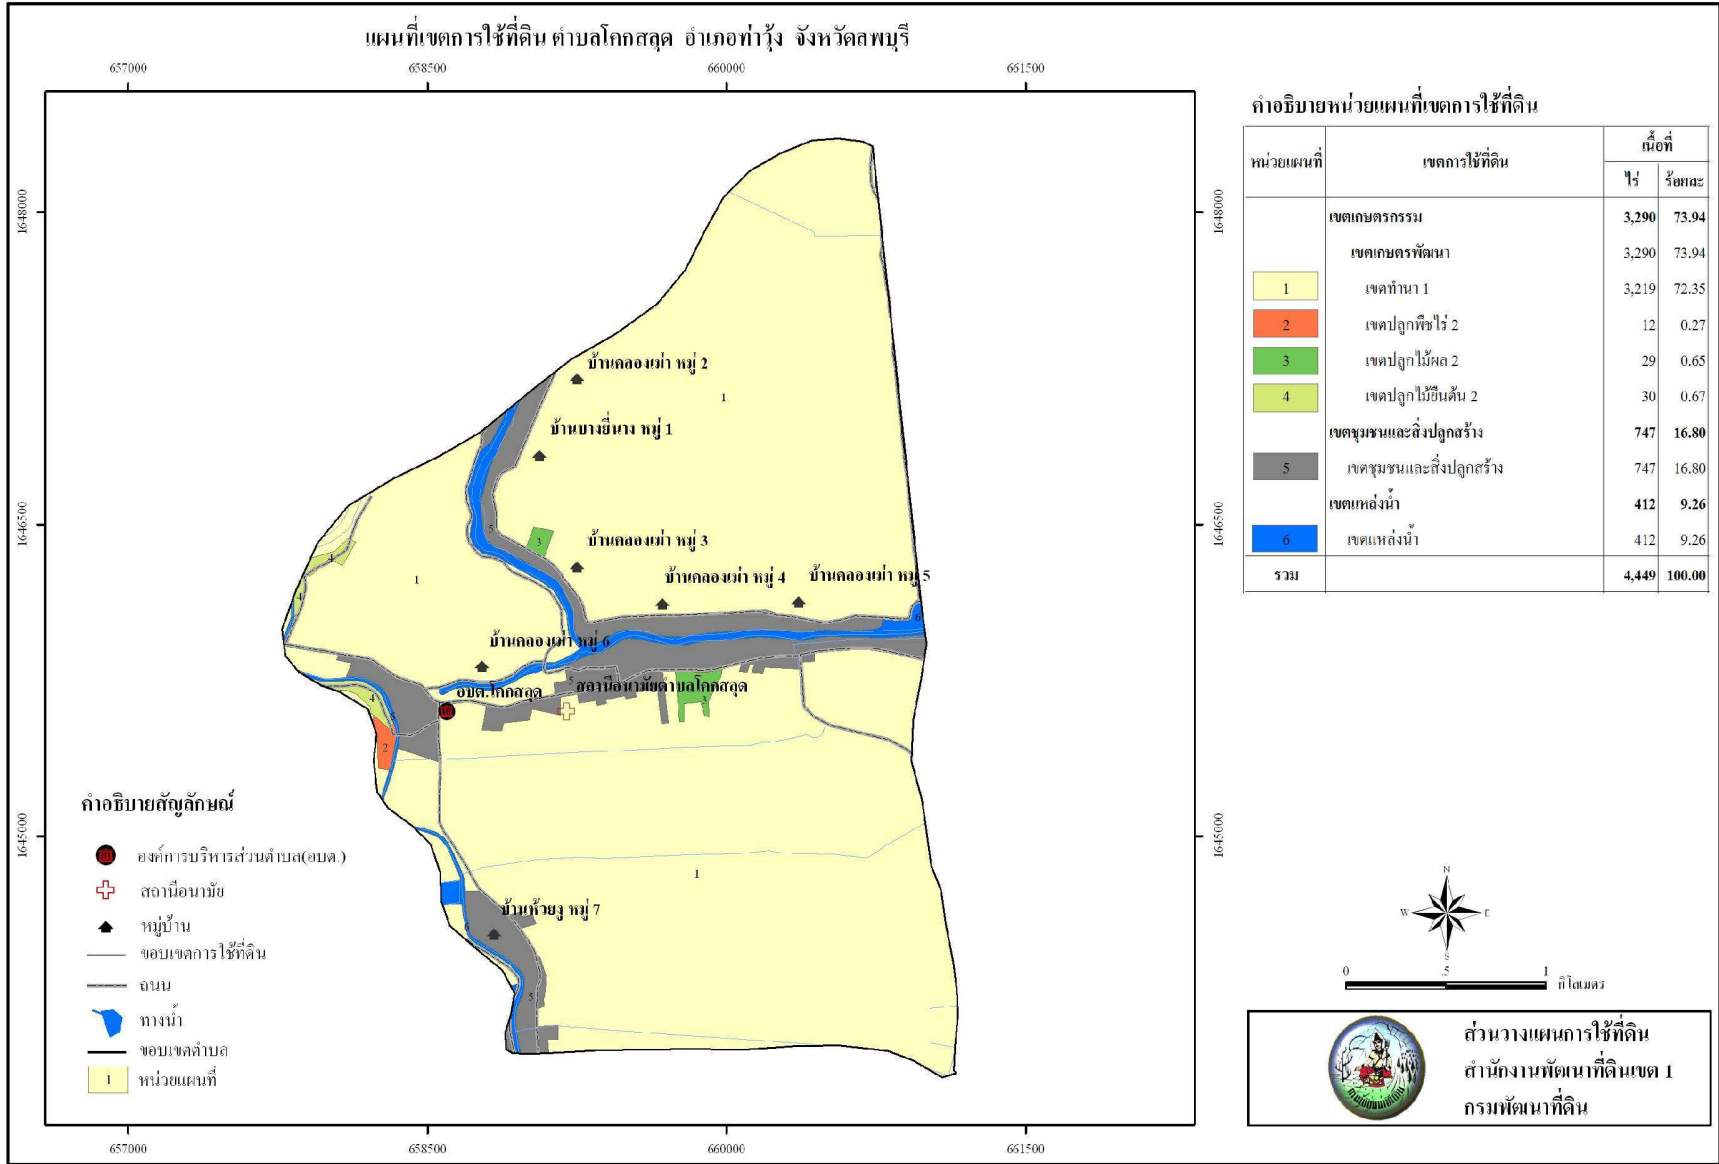 แผนที่เขตการใช้ที่ดิน ตำบลโคกสลุด อำเภอท่าวุ้ง จังหวัดลพบุรี
657000 658500 660000 661500
1648000 1648000
1646500 1646500
1645000 1645000
บ้านคลองเม่า หมู่ 2
1
บ้านบางยี่นาง หมู่ 1
5
3
บ้านคลองเม่า หมู่ 3
4
1
บ้านคลองเม่า หมู่ 4
บ้านคลองเม่า หมู่ 5
4
6
บ้านคลองเม่า หมู่ 6
5
สถานีอนามัยตำบลโคกสลุด
อบต.โคกสลุด
4
3
5
2
1
บ้านห้วยงู หมู่ 7
6
5
657000 658500 660000 661500
คำอธิบายสัญลักษณ์
องค์การบริหารส่วนตำบล(อบต.)
สถานีอนามัย
หมู่บ้าน
ขอบเขตการใช้ที่ดิน
ถนน
ทางน้ำ
ขอบเขตตำบล
1 หน่วยแผนที่
คำอธิบายหน่วยแผนที่เขตการใช้ที่ดิน
หน่วยแผนที่ เขตการใช้ที่ดิน เนื้อที่
ไร่ ร้อยละ
เขตเกษตรกรรม 3,290 73.94
เขตเกษตรพัฒนา 3,290 73.94
1 เขตทำนา 1 3,219 72.35
2 เขตปลูกพืชไร่ 2 12 0.27
3 เขตปลูกไม้ผล 2 29 0.65
4 เขตปลูกไม้ยืนต้น 2 30 0.67
เขตชุมชนและสิ่งปลูกสร้าง 747 16.80
5 เขตชุมชนและสิ่งปลูกสร้าง 747 16.80
เขตแหล่งน้ำ 412 9.26
6 เขตแหล่งน้ำ 412 9.26
รวม 4,449 100.00
N
W E
S
0 .5 1
กิโลเมตร
ส่วนวางแผนการใช้ที่ดิน
สำนักงานพัฒนาที่ดินเขต 1
กรมพัฒนาที่ดิน